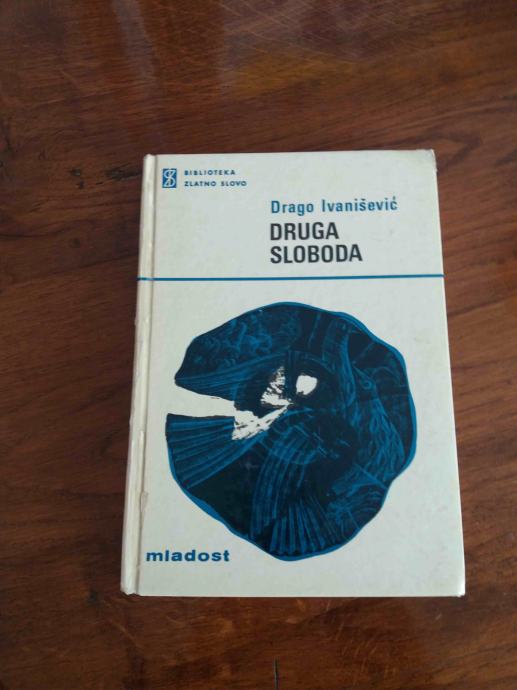 BIBLIOTEKA
ZLATNO SLOVO
Drago Ivanišević
DRUGA
SLOBODA
mladost